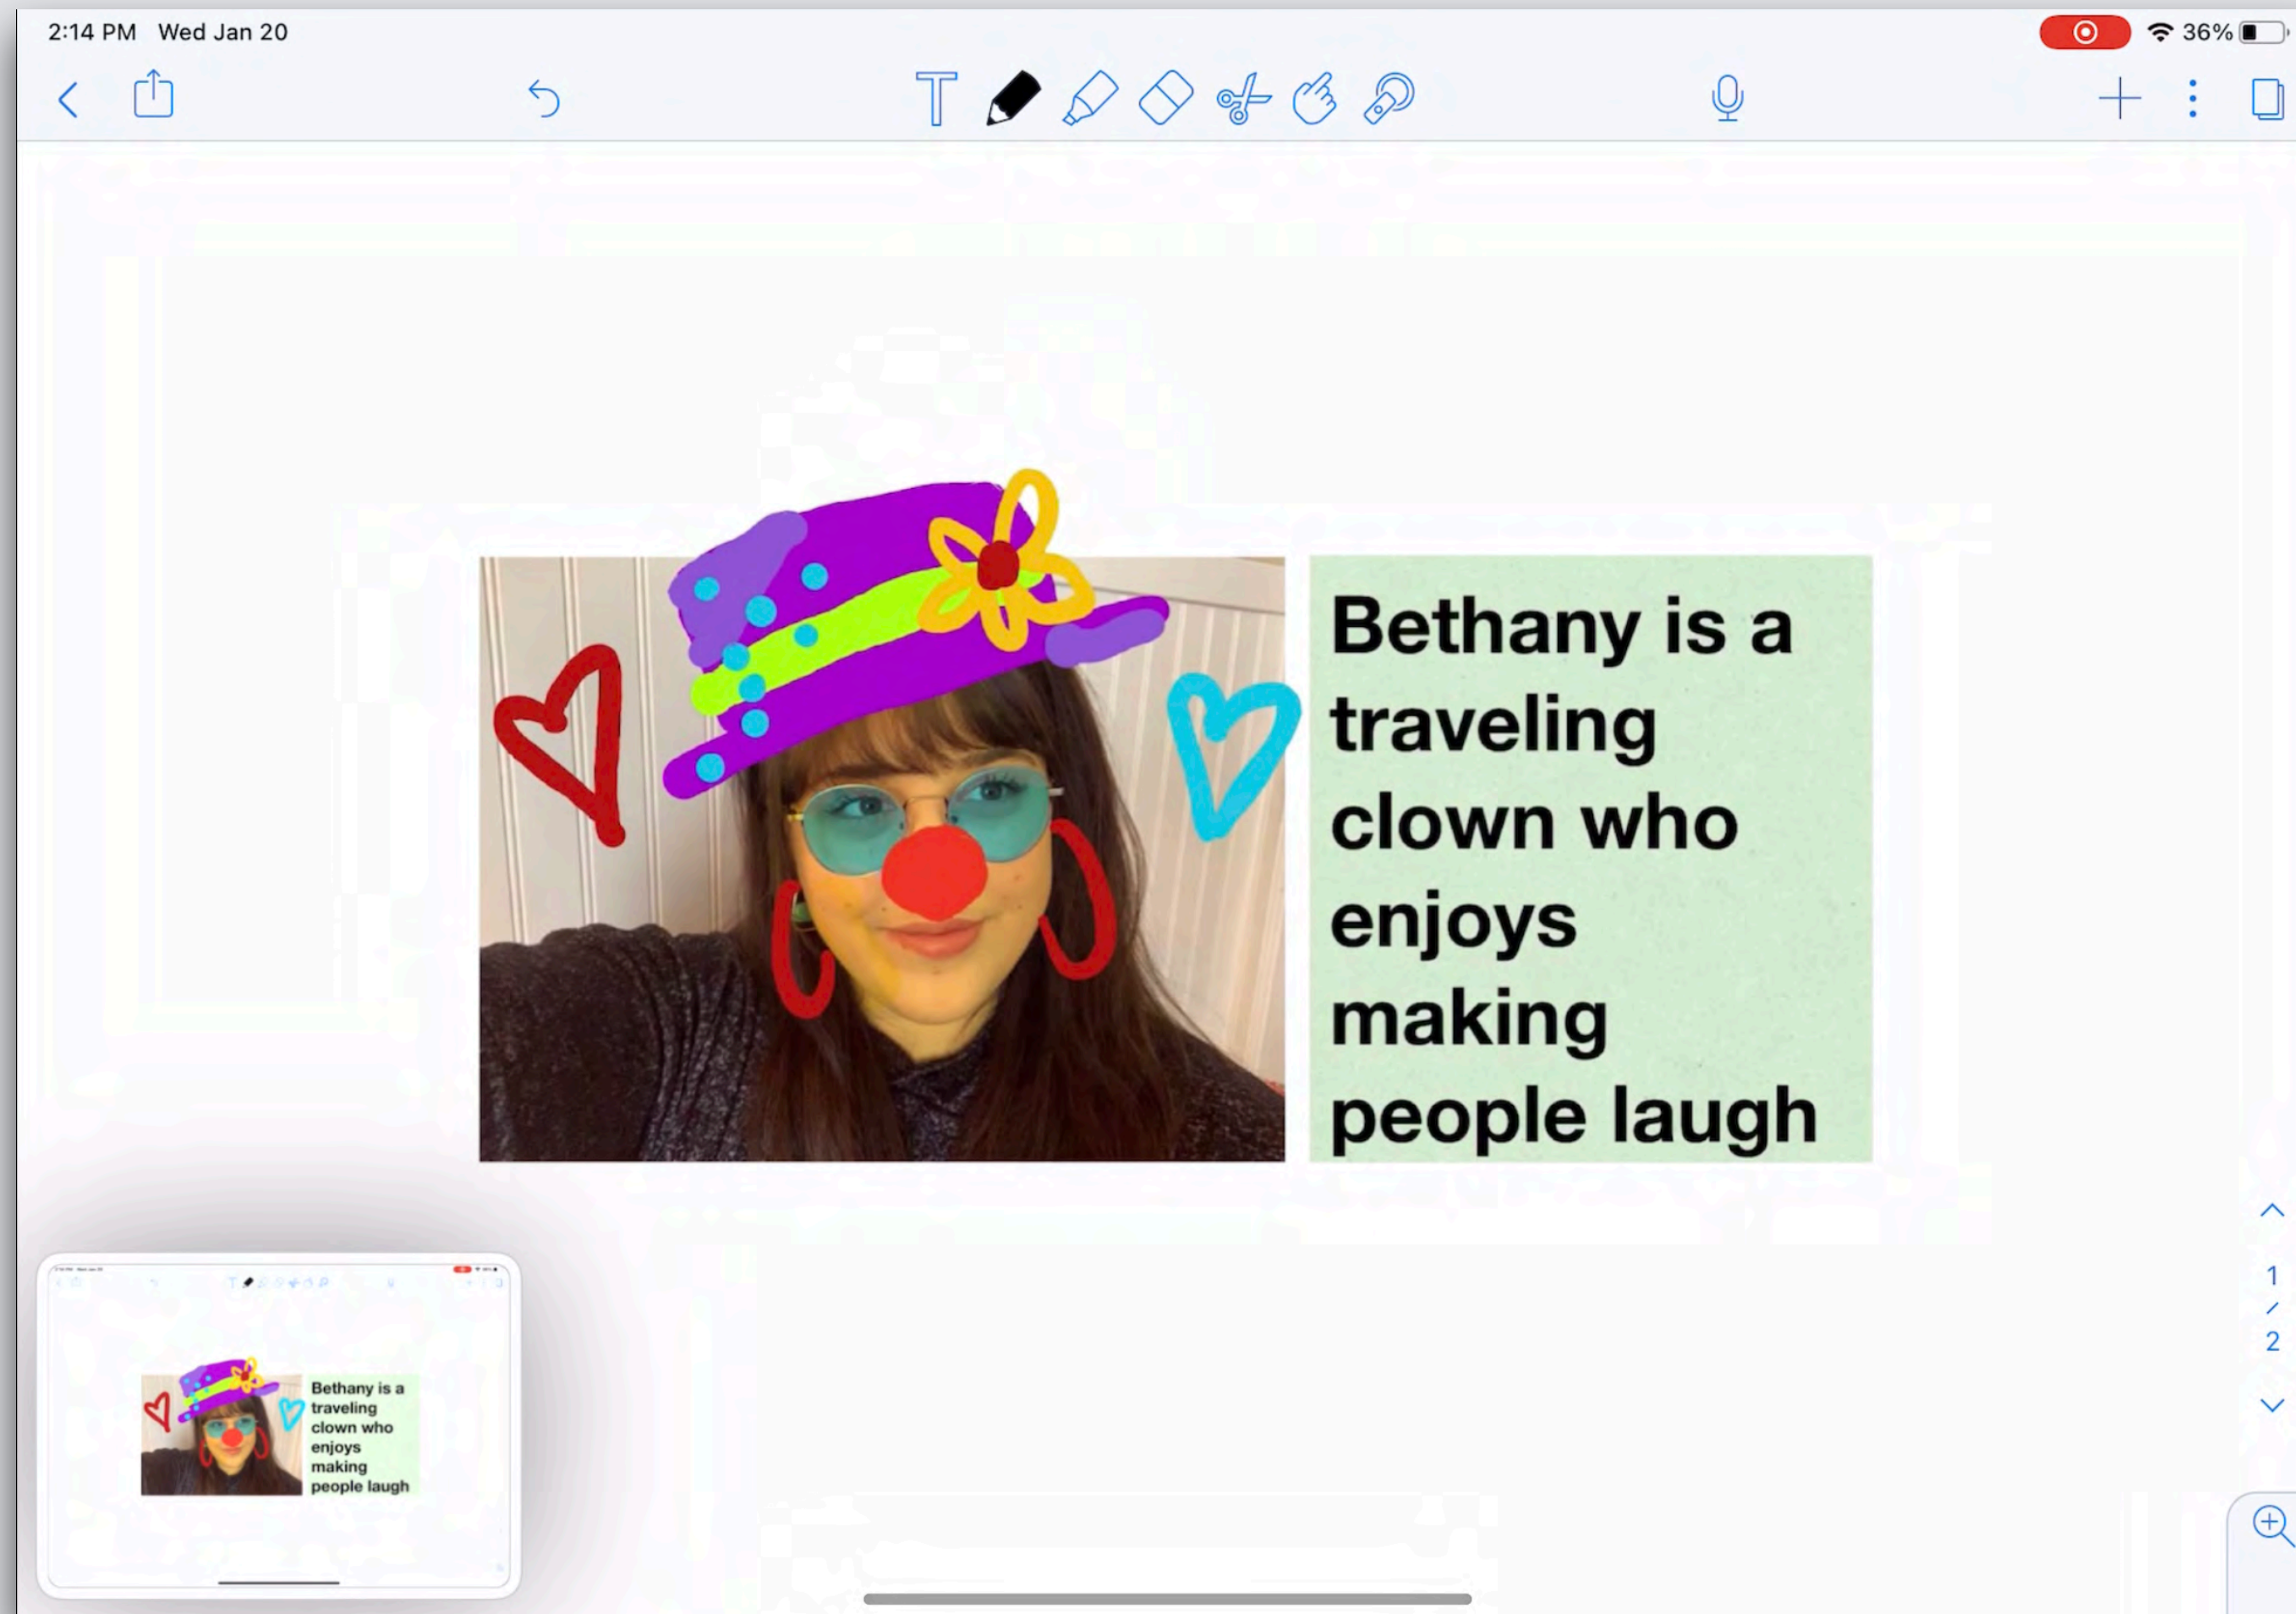 2:14 PM Wed Jan 20
36%
T
Bethany is a
traveling
clown who
enjoys
making
people laugh
1
/
2
Bethany is a
traveling
clown who
enjoys
making
people laugh